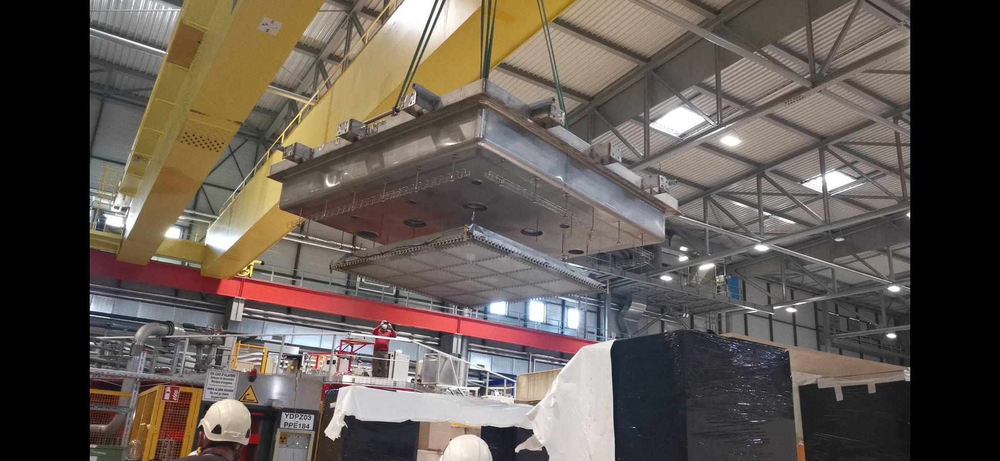 EN CAS D'ALARME
Défense de descendre
Manque d'oxygène
WHEN ALARM SOUNDS
Do not go down
Oxygen hazard
YDPZ03
PPE184